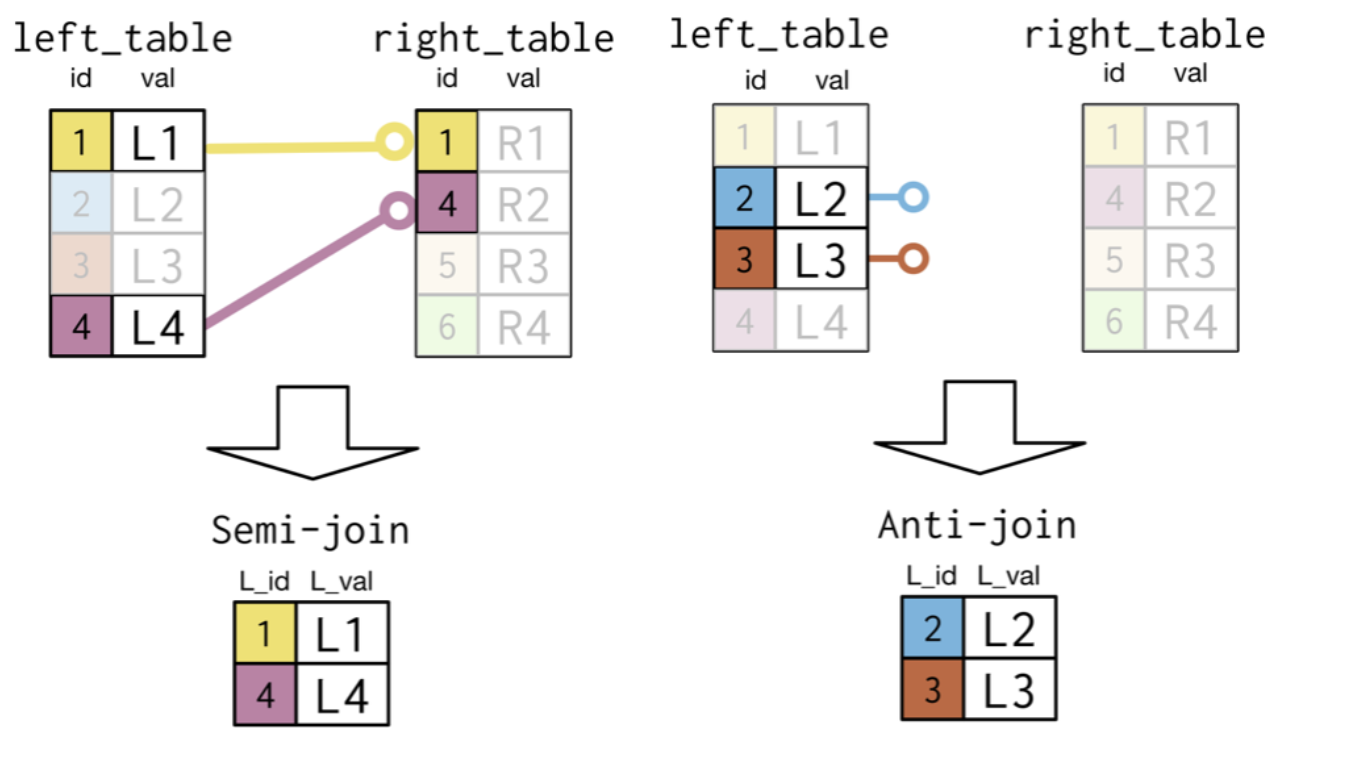 left_table right_table left_table right_table
id val id val id val id val
1 L1 1 R1 1 L1 1 R1
2 L2 4 R2 2 L2 4 R2
3 L3 5 R3 3 L3 5 R3
4 L4 6 R4 4 L4 6 R4
Semi-join Anti-join
L_id L_val L_id L_val
1 L1 2 L2
4 L4 3 L3